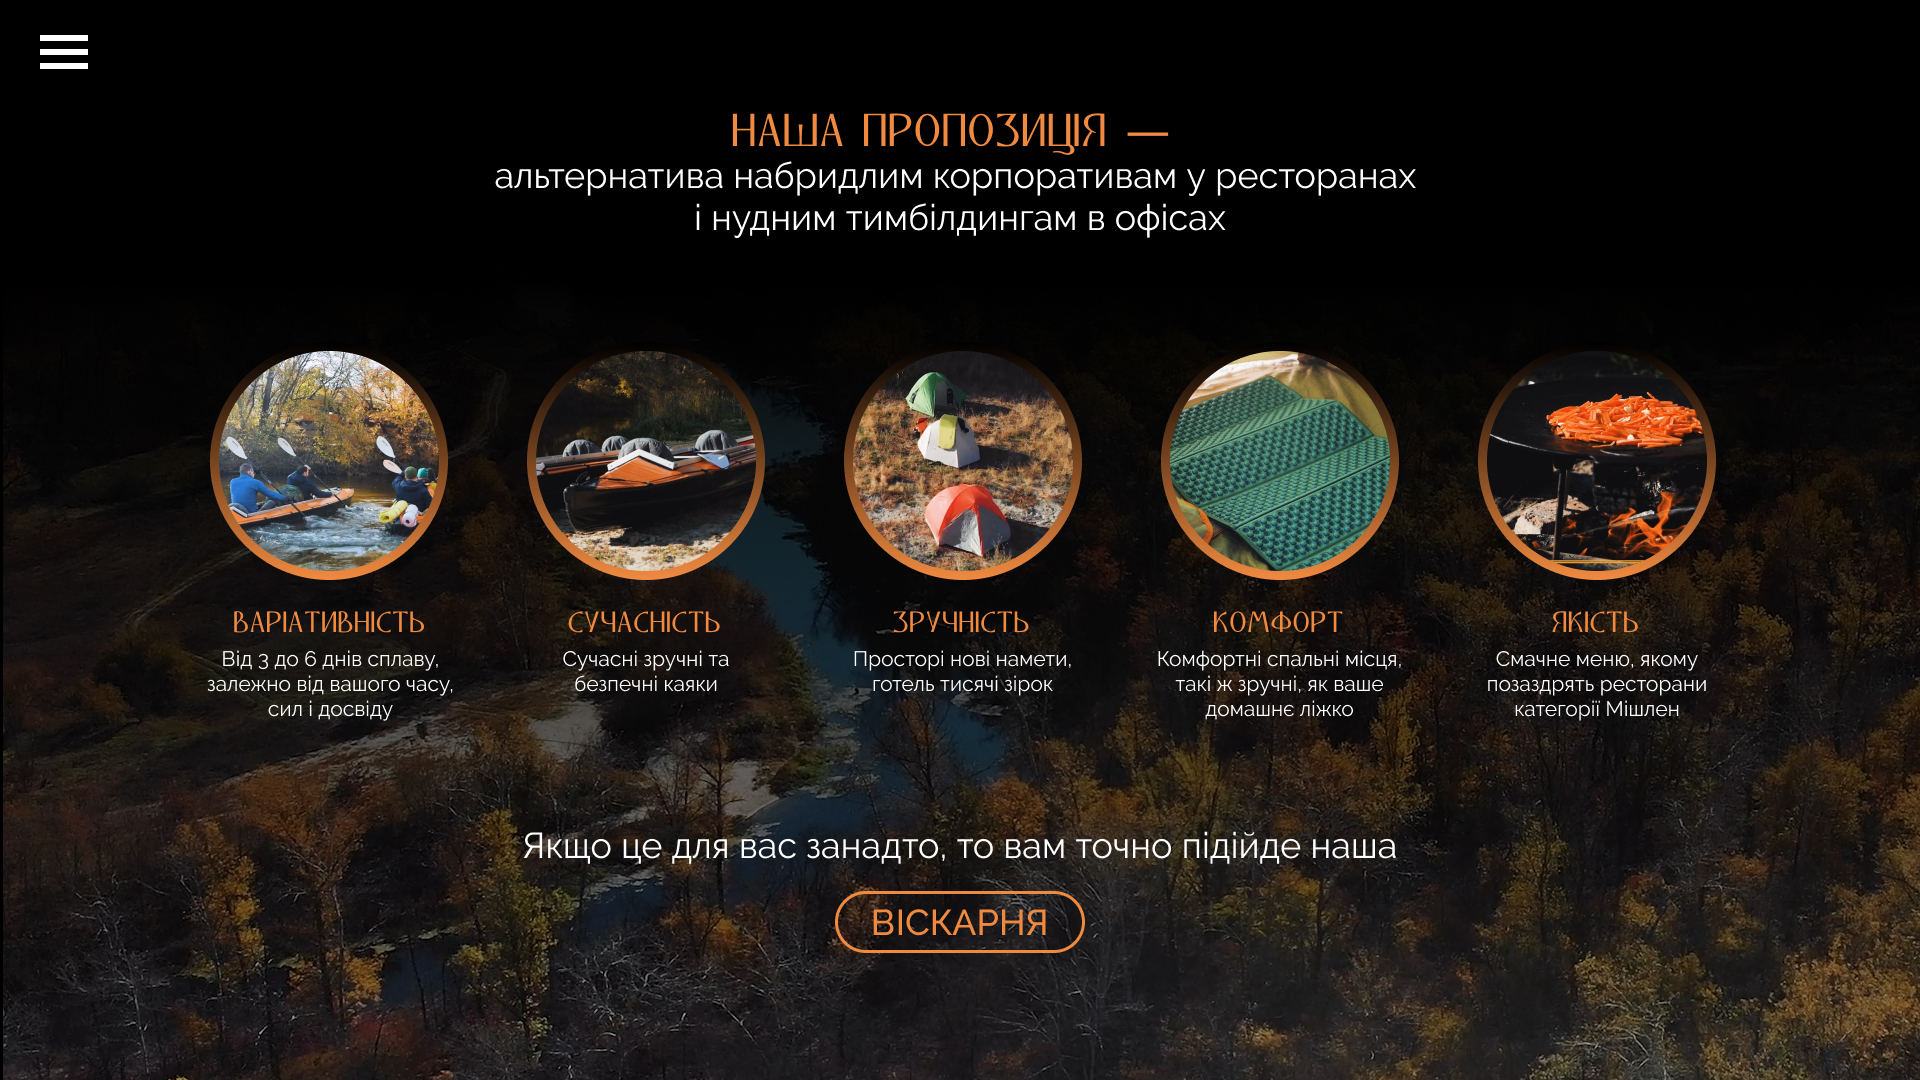 НАША ПРОПОЗИЦІЯ —
альтернатива набридлим корпоративам у ресторанах
і нудним тимбілдингам в офісах
ВАРІАТИВНІСТЬ
Від 3 до 6 днів сплаву,
залежно від вашого часу,
сил і досвіду
СУЧАСНІСТЬ
Сучасні зручні та
безпечні каяки
ЗРУЧНІСТЬ
Просторі нові намети,
готель тисячі зірок
КОМФОРТ
Комфортні спальні місця,
такі ж зручні, як ваше
домашнє ліжко
ЯКІСТЬ
Смачне меню, якому
позаздрять ресторани
категорії Мішлен
Якщо це для вас занадто, то вам точно підійде наша
ВІСКАРНЯ